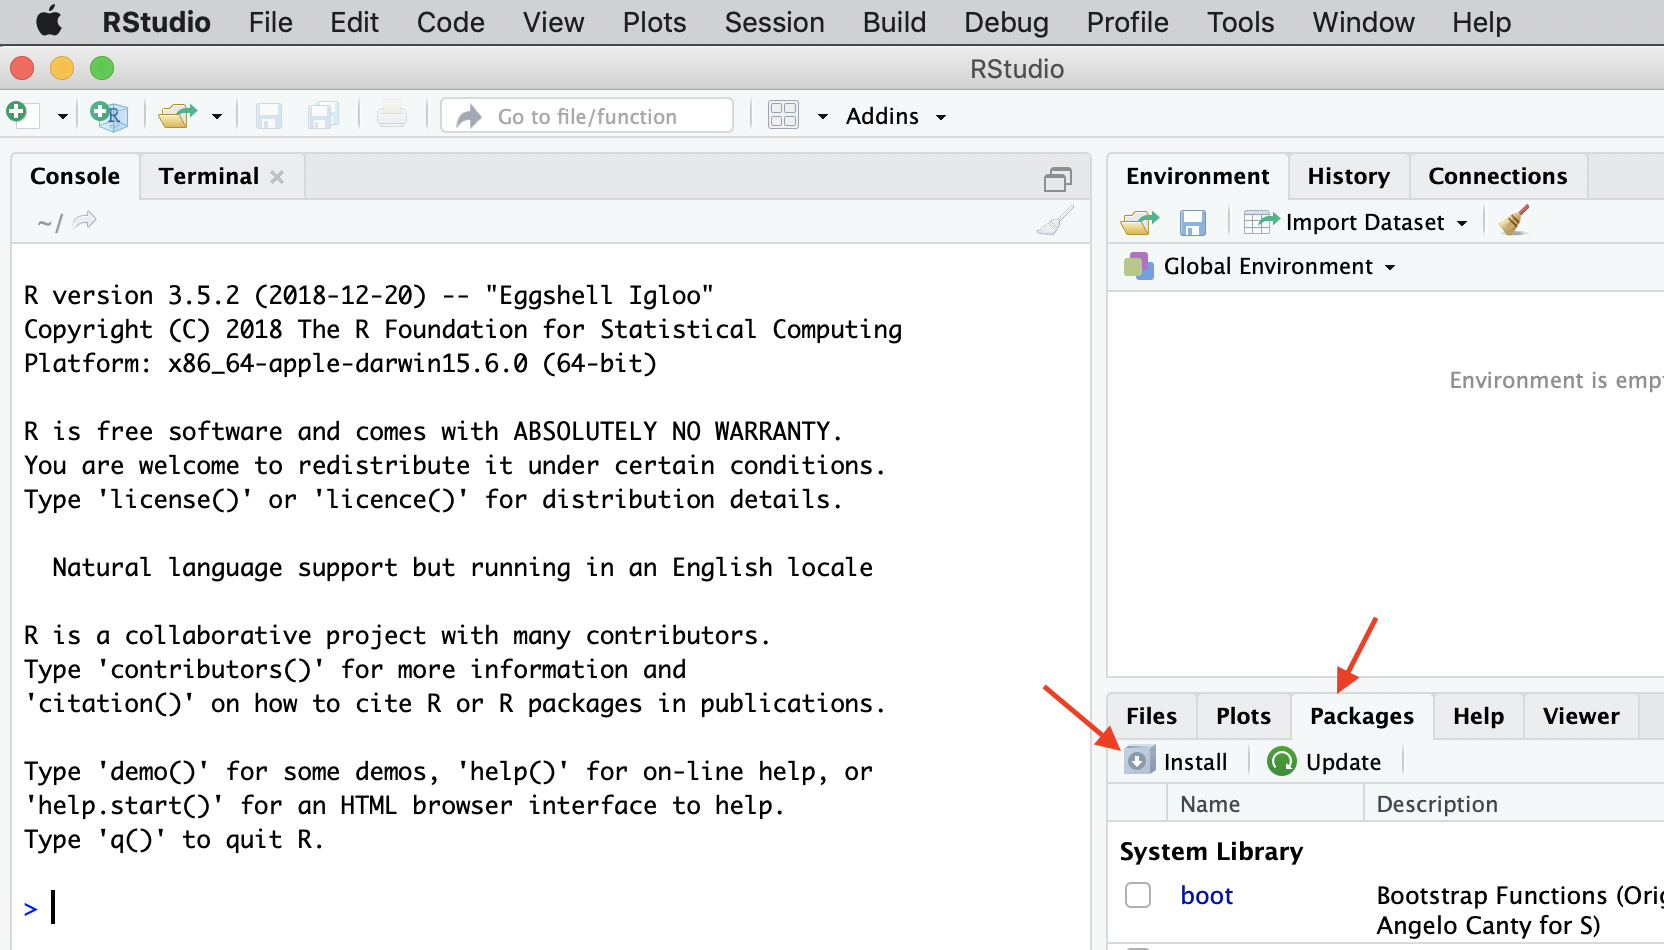 RStudio File Edit Code View Plots Session Build Debug Profile Tools Window Help
RStudio
Go to file/function Addins
Console Terminal
~/
R version 3.5.2 (2018-12-20) -- "Eggshell Igloo"
Copyright (C) 2018 The R Foundation for Statistical Computing
Platform: x86_64-apple-darwin15.6.0 (64-bit)
R is free software and comes with ABSOLUTELY NO WARRANTY.
You are welcome to redistribute it under certain conditions.
Type 'license()' or 'licence()' for distribution details.
Natural language support but running in an English locale
R is a collaborative project with many contributors.
Type 'contributors()' for more information and
'citation()' on how to cite R or R packages in publications.
Type 'demo()' for some demos, 'help()' for on-line help, or
'help.start()' for an HTML browser interface to help.
Type 'q()' to quit R.
>
Environment History Connections
Import Dataset
Global Environment
Environment is emp
Files Plots Packages Help Viewer
Install Update
Name Description
System Library
boot Bootstrap Functions (Orig
Angelo Canty for S)